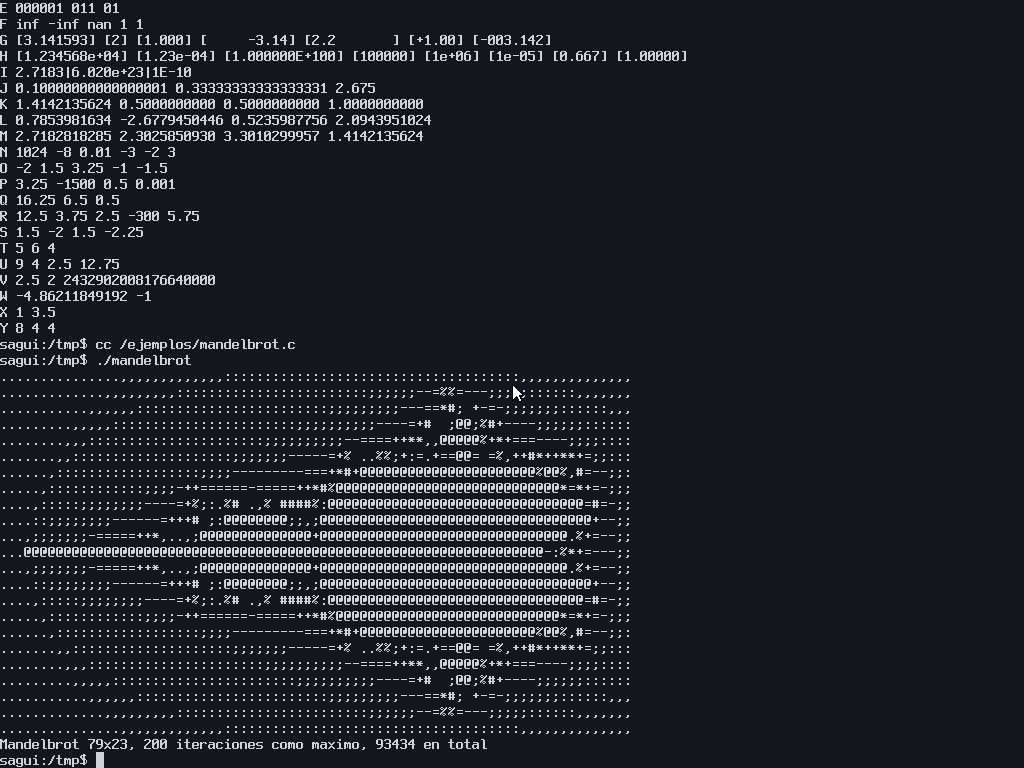 E 000001 011 01
F inf -inf nan 1 1
G [3.141593] [2] [1.000] [     -3.14] [2.2       ] [+1.00] [-003.142]
H [1.234568e+04] [1.23e-04] [1.000000E+100] [100000] [1e+06] [1e-05] [0.667] [1.00000]
I 2.7183|6.020e+23|1E-10
J 0.10000000000000001 0.33333333333333331 2.675
K 1.4142135624 0.5000000000 0.5000000000 1.0000000000
L 0.7853981634 -2.6779450446 0.5235987756 2.0943951024
M 2.7182818285 2.3025850930 3.3010299957 1.4142135624
N 1024 -8 0.01 -3 -2 3
O -2 1.5 3.25 -1 -1.5
P 3.25 -1500 0.5 0.001
Q 16.25 6.5 0.5
R 12.5 3.75 2.5 -300 5.75
S 1.5 -2 1.5 -2.25
T 5 6 4
U 9 4 2.5 12.75
V 2.5 2 2432902008176640000
W -4.86211849192 -1
X 1 3.5
Y 8 4 4
sagui:/tmp$ cc /ejemplos/mandelbrot.c
sagui:/tmp$ ./mandelbrot
Mandelbrot 79x23, 200 iteraciones como maximo, 93434 en total
sagui:/tmp$